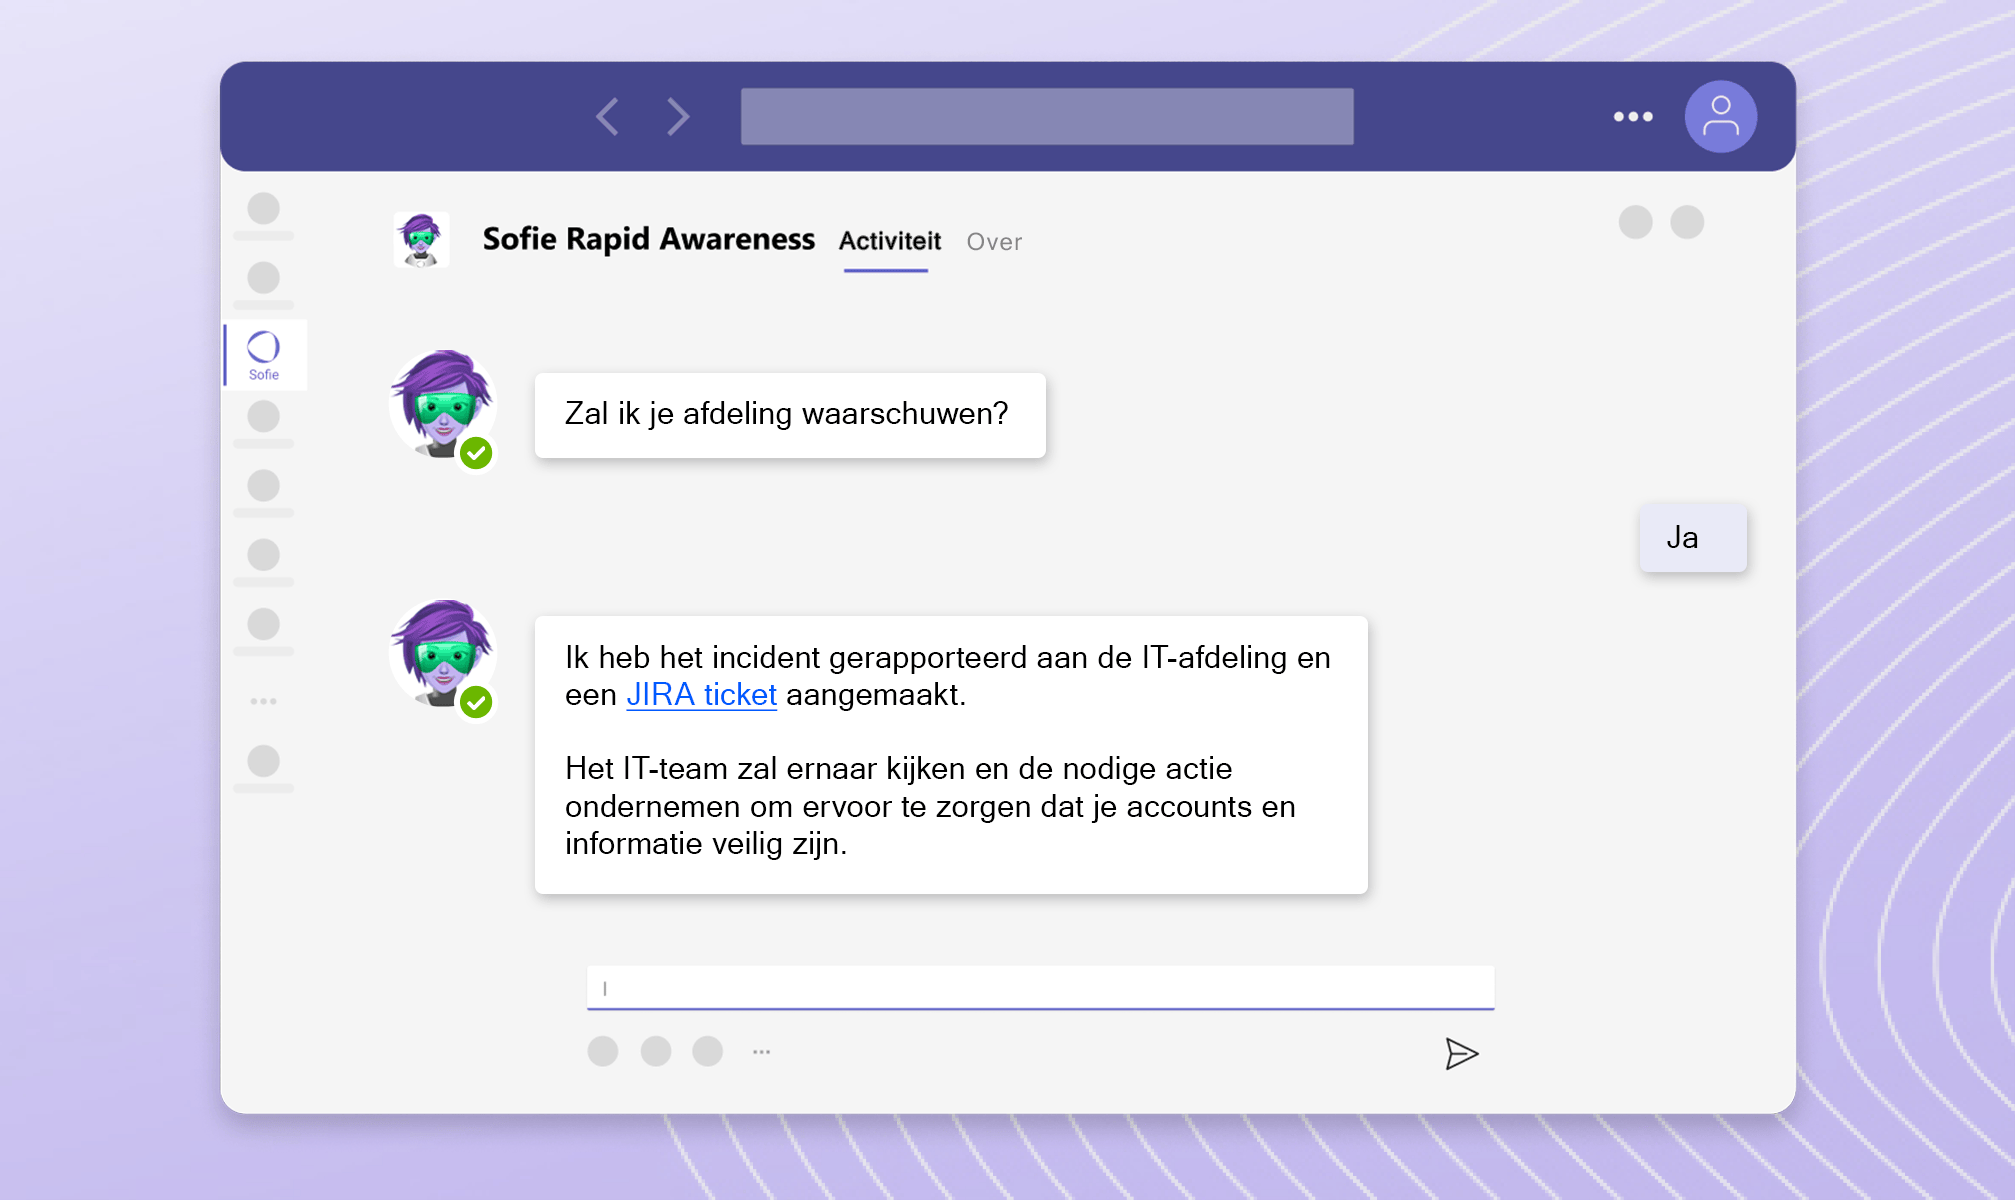 Sofie Rapid Awareness Activiteit Over
Sofie
Zal ik je afdeling waarschuwen?
Ja
Ik heb het incident gerapporteerd aan de IT-afdeling en
een JIRA ticket aangemaakt.
Het IT-team zal ernaar kijken en de nodige actie
ondernemen om ervoor te zorgen dat je accounts en
informatie veilig zijn.